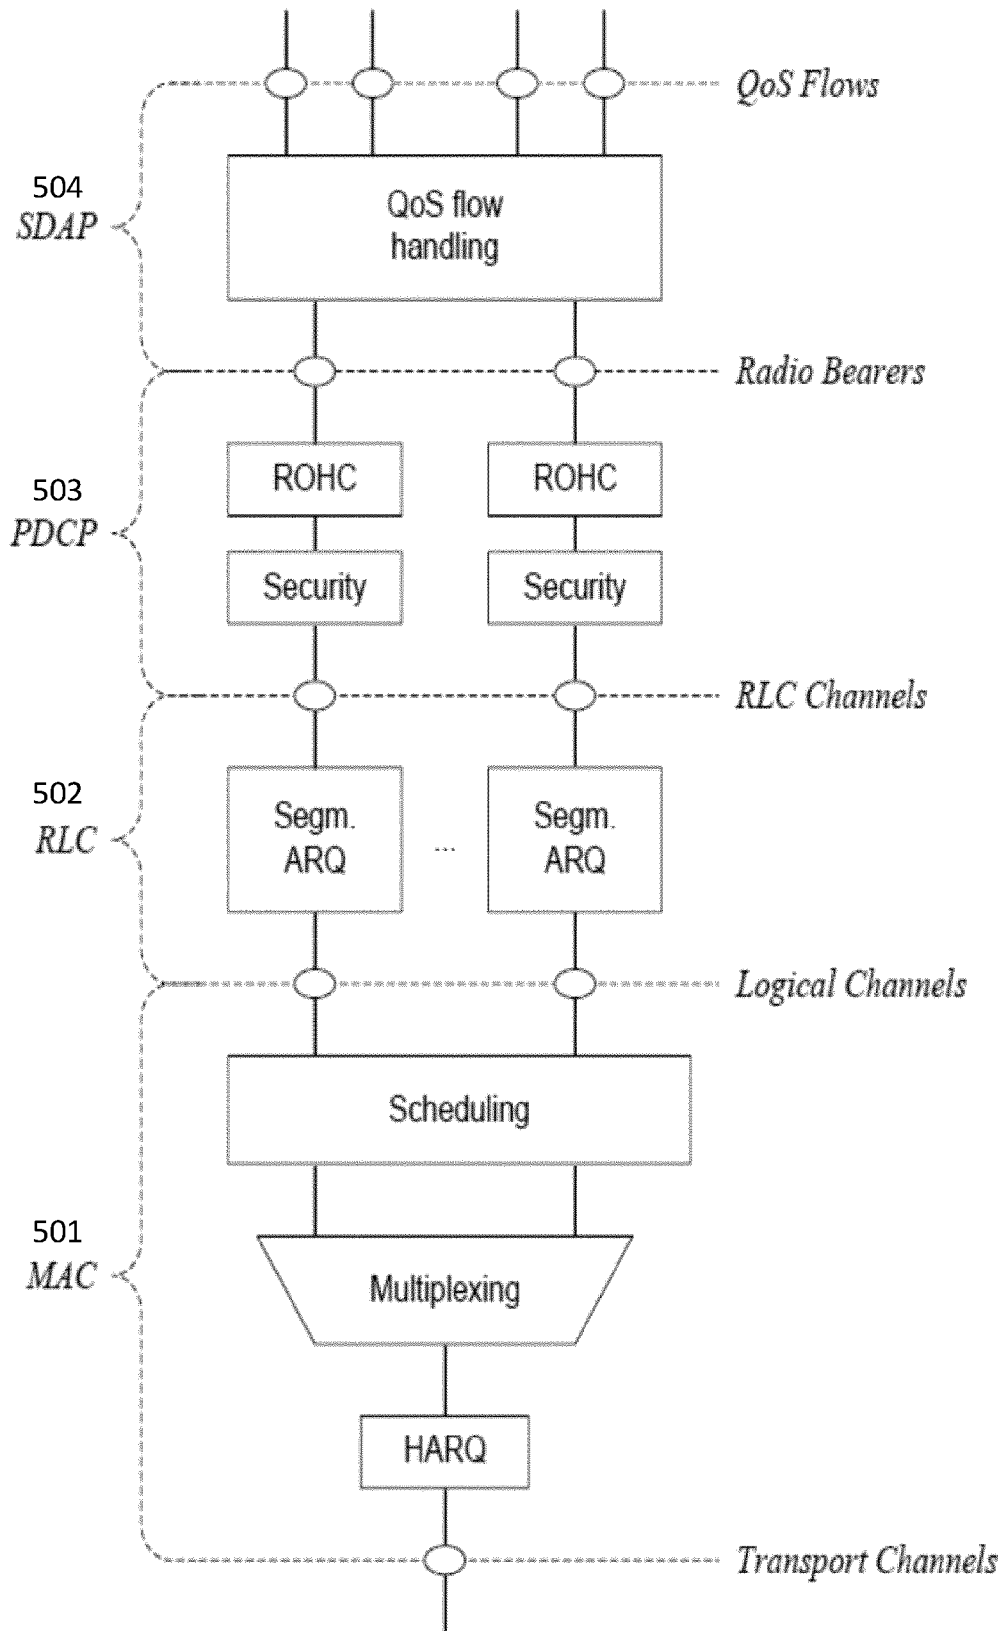 QoS Flows
504
SDAP
QoS flow
handling
Radio Bearers
ROHC
ROHC
503
PDCP
Security
Security
RLC Channels
502
RLC
Segm.
ARQ
...
Segm.
ARQ
Logical Channels
Scheduling
501
MAC
Multiplexing
HARQ
Transport Channels